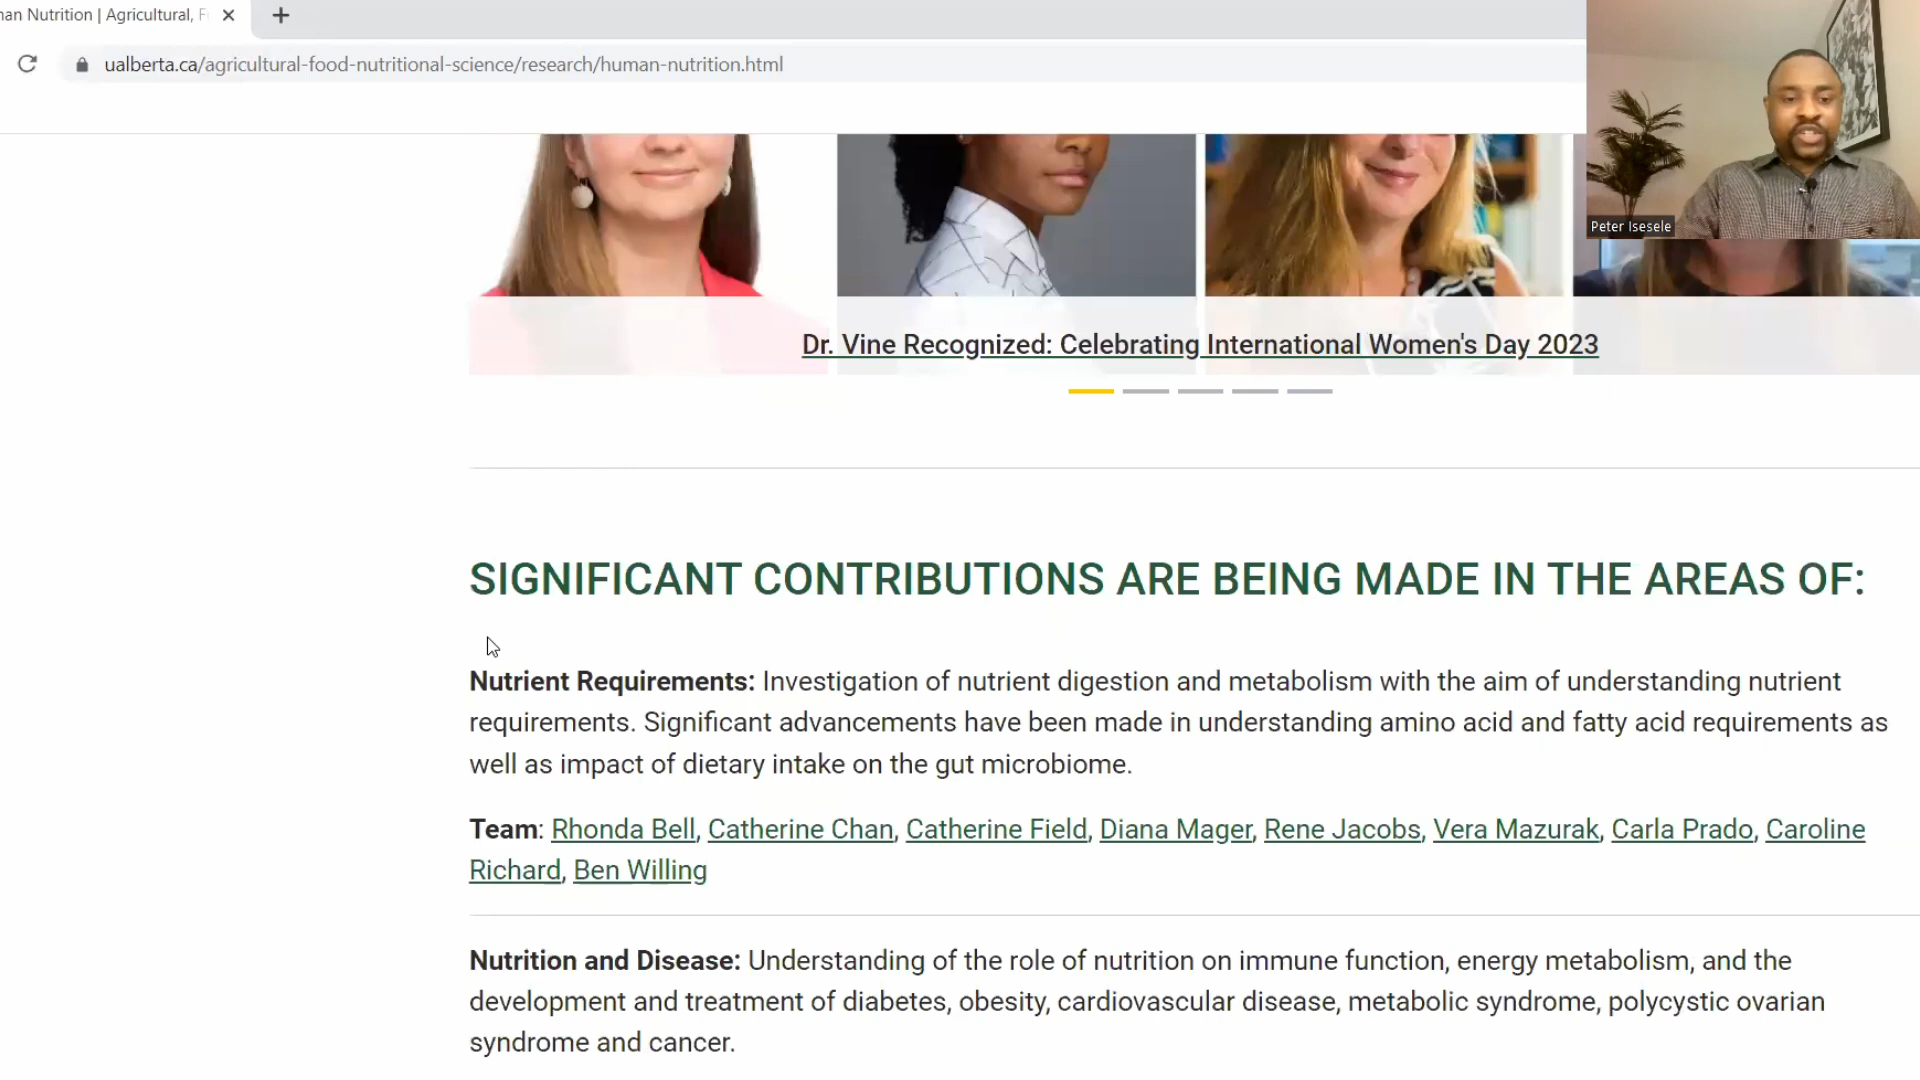 nan Nutrition | Agricultural, F
ualberta.ca/agricultural-food-nutritional-science/research/human-nutrition.html
Peter Isesele
Dr. Vine Recognized: Celebrating International Women's Day 2023
SIGNIFICANT CONTRIBUTIONS ARE BEING MADE IN THE AREAS OF:
Nutrient Requirements: Investigation of nutrient digestion and metabolism with the aim of understanding nutrient
requirements. Significant advancements have been made in understanding amino acid and fatty acid requirements as
well as impact of dietary intake on the gut microbiome.
Team: Rhonda Bell, Catherine Chan, Catherine Field, Diana Mager, Rene Jacobs, Vera Mazurak, Carla Prado, Caroline
Richard, Ben Willing
Nutrition and Disease: Understanding of the role of nutrition on immune function, energy metabolism, and the
development and treatment of diabetes, obesity, cardiovascular disease, metabolic syndrome, polycystic ovarian
syndrome and cancer.